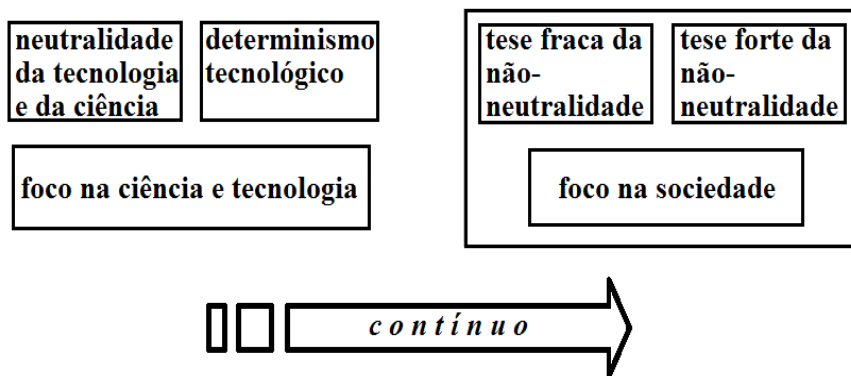 neutralidade
da tecnologia
e da ciência
determinismo
tecnológico
tese fraca da
não-
neutralidade
tese forte da
não-
neutralidade
foco na ciência e tecnologia
foco na sociedade
contínuo